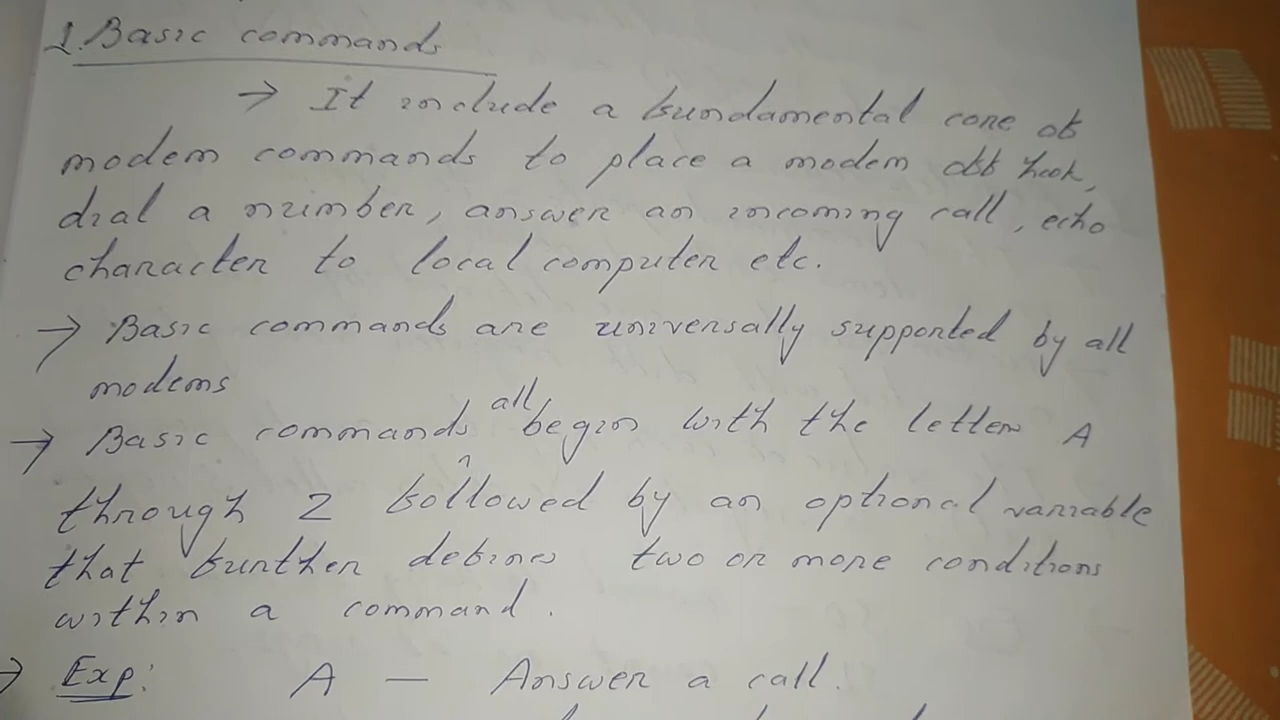 1. Basic commands
→ It include a fundamental core of
modem commands to place a modem off hook,
dial a number, answer an incoming call, echo
character to local computer etc.
→ Basic commands are universally supported by all
modems
→ Basic commands all begin with the letter A
through Z followed by an optional variable
that further defines two or more conditions
within a command.
→ Exp: A — Answer a call.